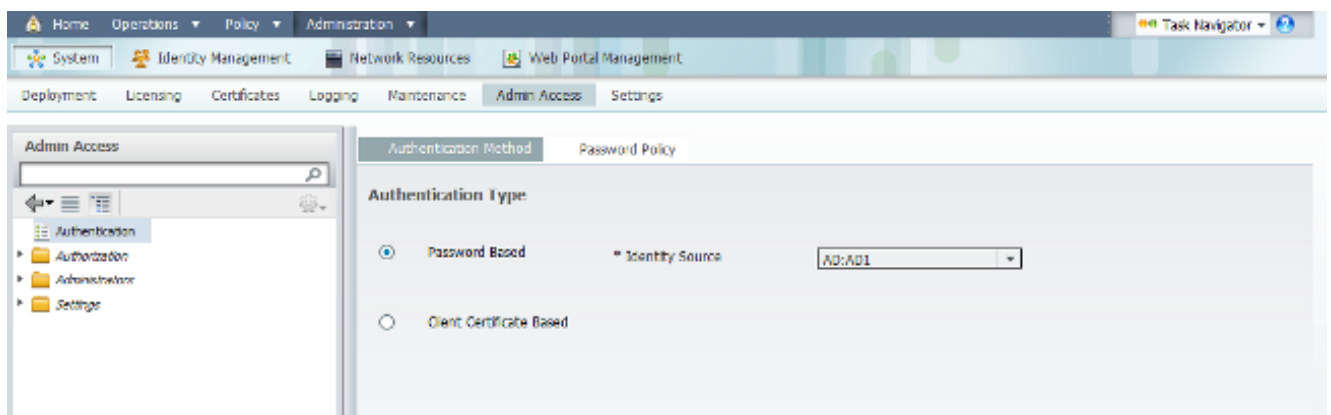 Home Operations Policy Administration Task Navigator
System Identity Management Network Resources Web Portal Management
Deployment Licensing Certificates Logging Maintenance Admin Access Settings
Admin Access
Authentication Method Password Policy
Authentication Type
Authentication
Authorization
Administrators
Settings
Password Based * Identity Source AD:AD1
Client Certificate Based